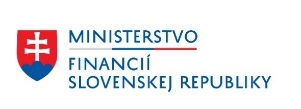 MINISTERSTVO
FINANCIÍ
SLOVENSKEJ REPUBLIKY